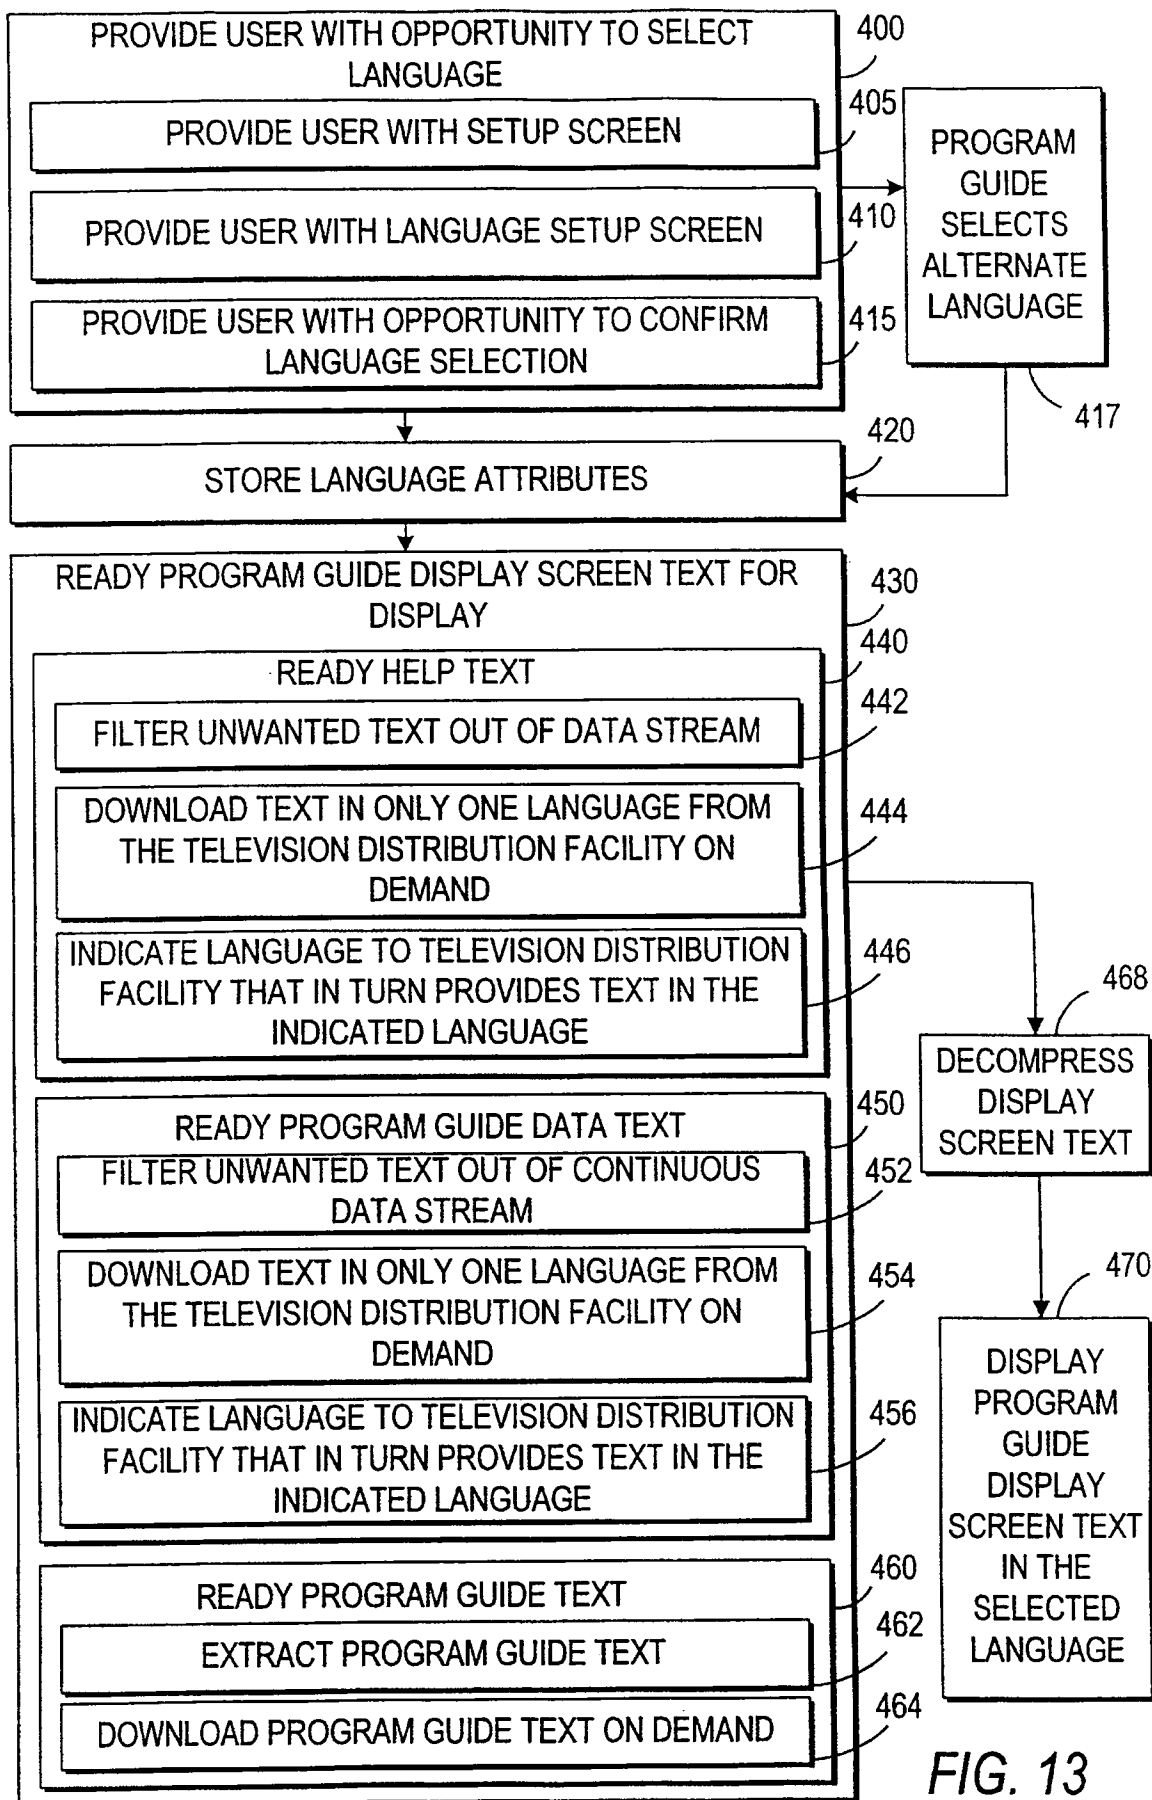 PROVIDE USER WITH OPPORTUNITY TO SELECT
LANGUAGE
400
PROVIDE USER WITH SETUP SCREEN
405
PROVIDE USER WITH LANGUAGE SETUP SCREEN
410
PROVIDE USER WITH OPPORTUNITY TO CONFIRM
LANGUAGE SELECTION
415
PROGRAM
GUIDE
SELECTS
ALTERNATE
LANGUAGE
417
STORE LANGUAGE ATTRIBUTES
420
READY PROGRAM GUIDE DISPLAY SCREEN TEXT FOR
DISPLAY
430
READY HELP TEXT
440
FILTER UNWANTED TEXT OUT OF DATA STREAM
442
DOWNLOAD TEXT IN ONLY ONE LANGUAGE FROM
THE TELEVISION DISTRIBUTION FACILITY ON
DEMAND
444
INDICATE LANGUAGE TO TELEVISION DISTRIBUTION
FACILITY THAT IN TURN PROVIDES TEXT IN THE
INDICATED LANGUAGE
446
READY PROGRAM GUIDE DATA TEXT
450
FILTER UNWANTED TEXT OUT OF CONTINUOUS
DATA STREAM
452
DOWNLOAD TEXT IN ONLY ONE LANGUAGE FROM
THE TELEVISION DISTRIBUTION FACILITY ON
DEMAND
454
INDICATE LANGUAGE TO TELEVISION DISTRIBUTION
FACILITY THAT IN TURN PROVIDES TEXT IN THE
INDICATED LANGUAGE
456
READY PROGRAM GUIDE TEXT
460
EXTRACT PROGRAM GUIDE TEXT
462
DOWNLOAD PROGRAM GUIDE TEXT ON DEMAND
464
468
DECOMPRESS
DISPLAY
SCREEN TEXT
470
DISPLAY
PROGRAM
GUIDE
DISPLAY
SCREEN TEXT
IN THE
SELECTED
LANGUAGE
FIG. 13